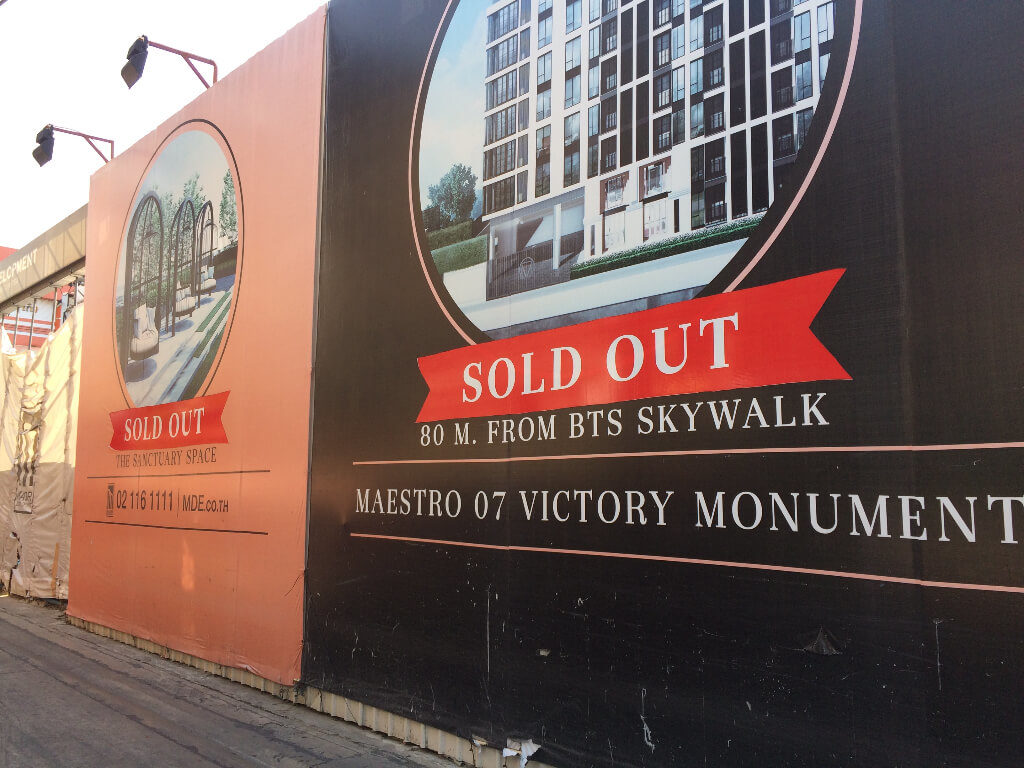 ELOPMENT
SOLD OUT
THE SANCTUARY SPACE
02 116 1111 | MDE.CO.TH
SOLD OUT
80 M. FROM BTS SKYWALK
MAESTRO 07 VICTORY MONUMENT